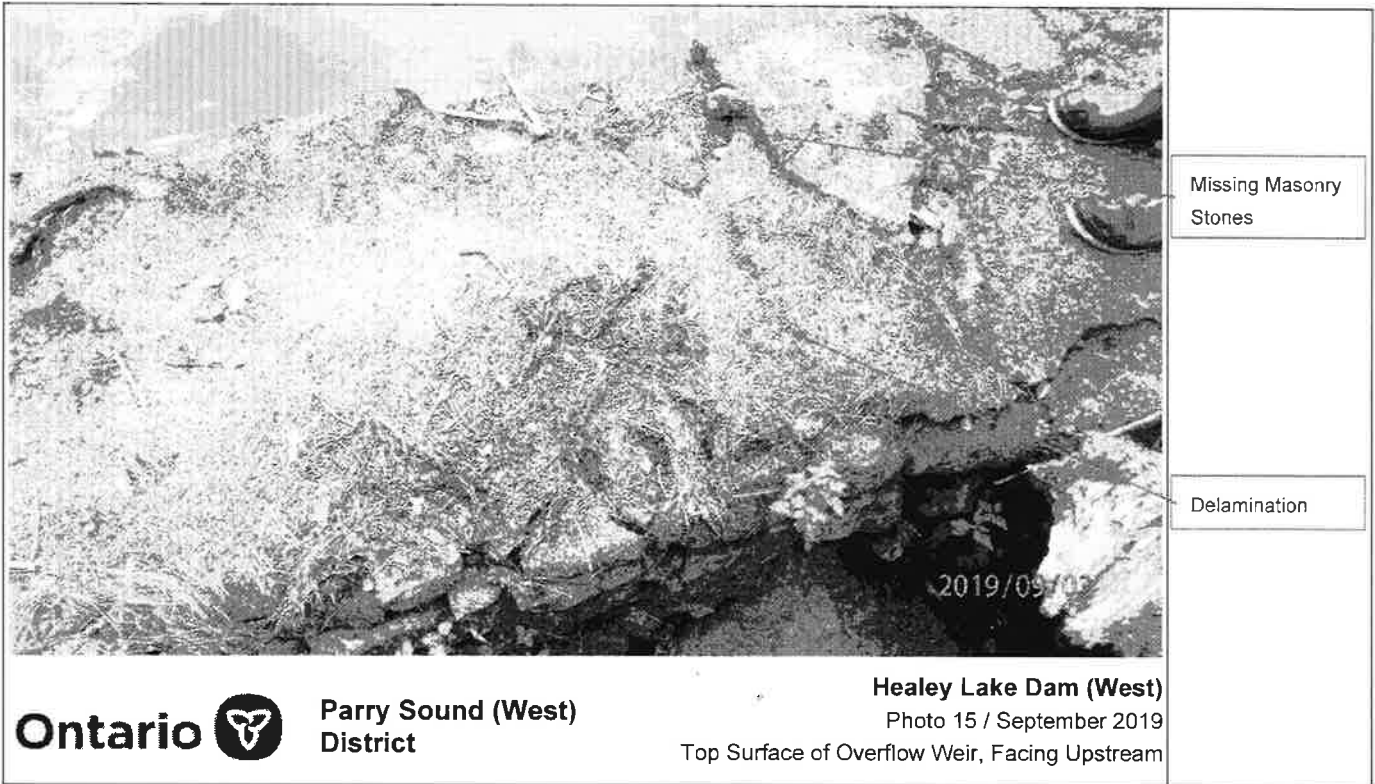 Missing Masonry
Stones
Delamination
2019/09/
Ontario
Parry Sound (West)
District
Healey Lake Dam (West)
Photo 15 / September 2019
Top Surface of Overflow Weir, Facing Upstream